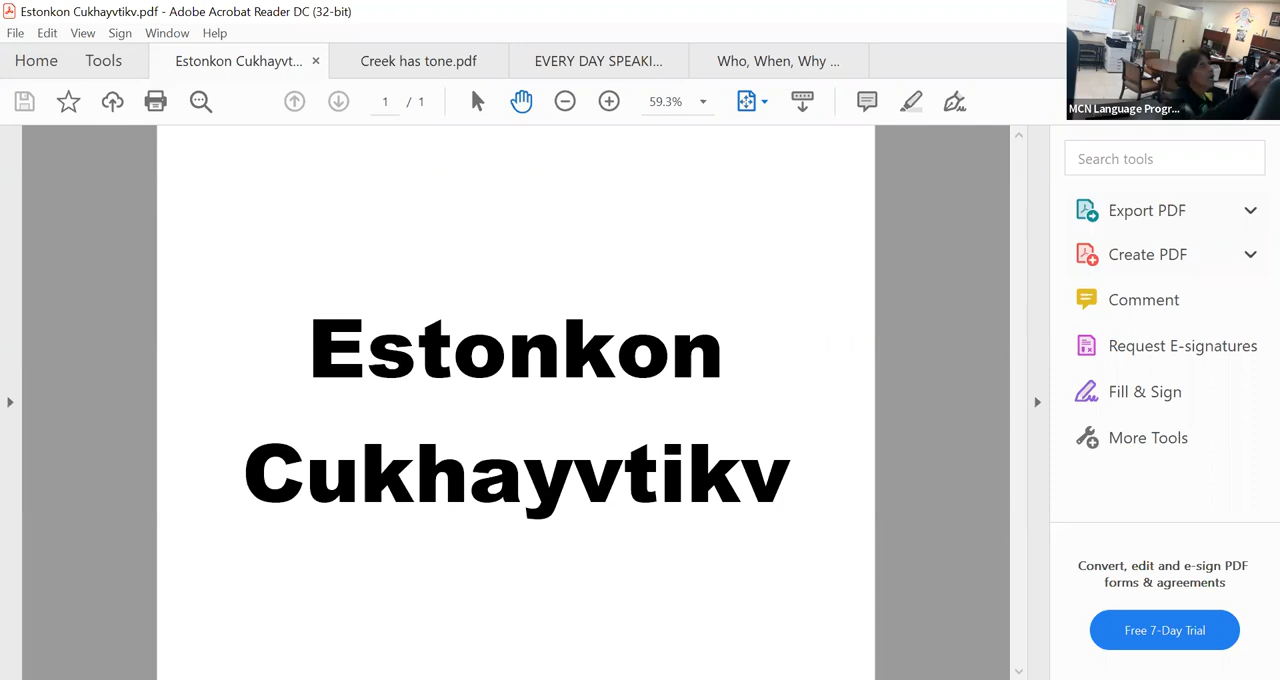 Estonkon Cukhayvtikv.pdf - Adobe Acrobat Reader DC (32-bit)
File Edit View Sign Window Help
Home Tools Estonkon Cukhayvt... × Creek has tone.pdf EVERY DAY SPEAKI... Who, When, Why ...
1 / 1 59.3%
MCN Language Progr...
Search tools
Export PDF
Create PDF
Comment
Request E-signatures
Fill & Sign
More Tools
Convert, edit and e-sign PDF
forms & agreements
Free 7-Day Trial
Estonkon
Cukhayvtikv